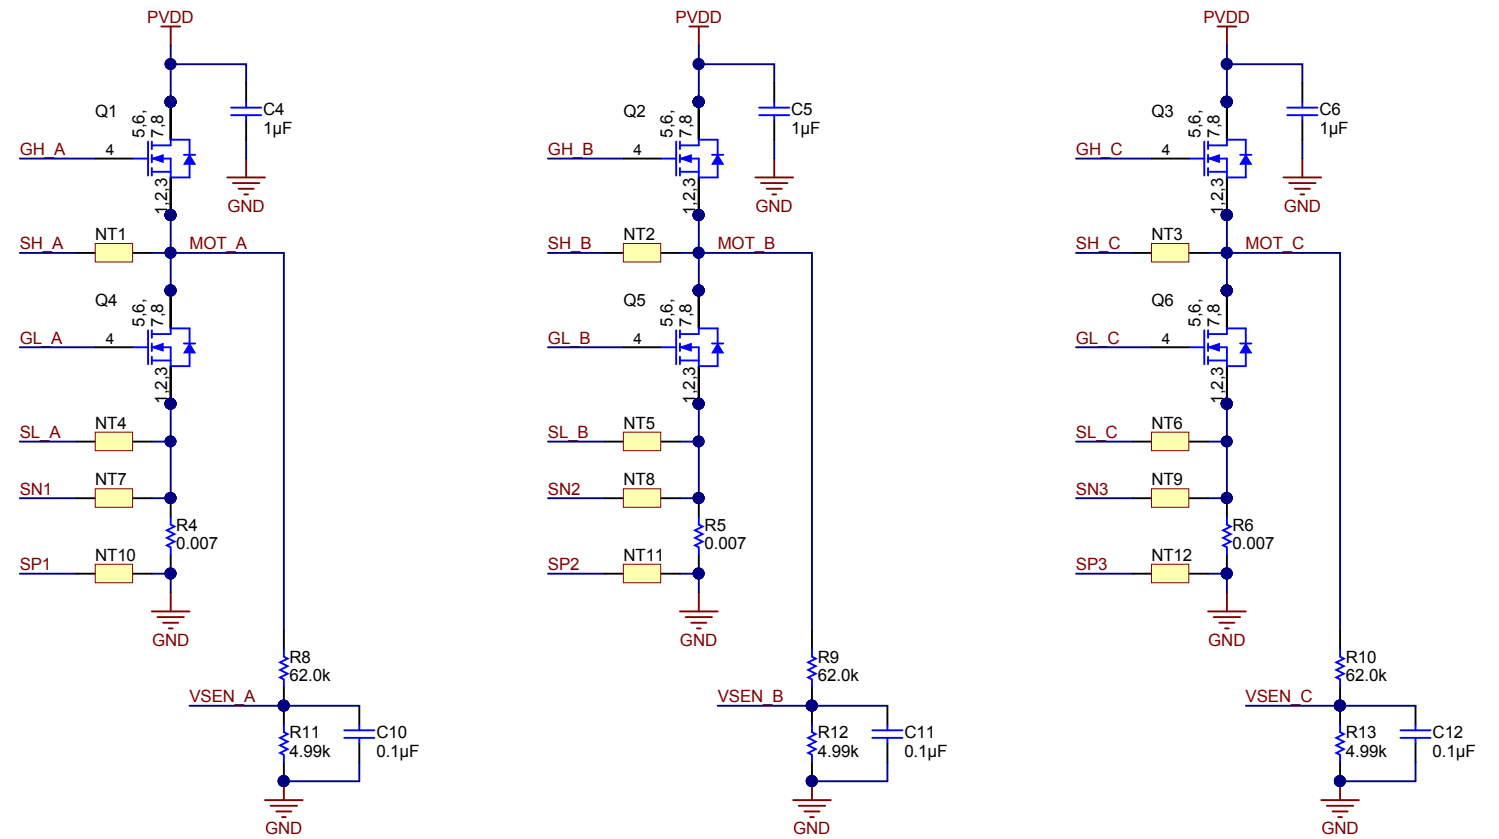 PVDD
Q1
5,6,
7,8
C4
1µF
GH_A
4
1,2,3
GND
SH_A
NT1
MOT_A
Q4
5,6,
7,8
GL_A
4
1,2,3
SL_A
NT4
SN1
NT7
R4
0.007
SP1
NT10
GND
R8
62.0k
VSEN_A
R11
4.99k
C10
0.1µF
GND
PVDD
Q2
5,6,
7,8
C5
1µF
GH_B
4
1,2,3
GND
SH_B
NT2
MOT_B
Q5
5,6,
7,8
GL_B
4
1,2,3
SL_B
NT5
SN2
NT8
R5
0.007
SP2
NT11
GND
R9
62.0k
VSEN_B
R12
4.99k
C11
0.1µF
GND
PVDD
Q3
5,6,
7,8
C6
1µF
GH_C
4
1,2,3
GND
SH_C
NT3
MOT_C
Q6
5,6,
7,8
GL_C
4
1,2,3
SL_C
NT6
SN3
NT9
R6
0.007
SP3
NT12
GND
R10
62.0k
VSEN_C
R13
4.99k
C12
0.1µF
GND